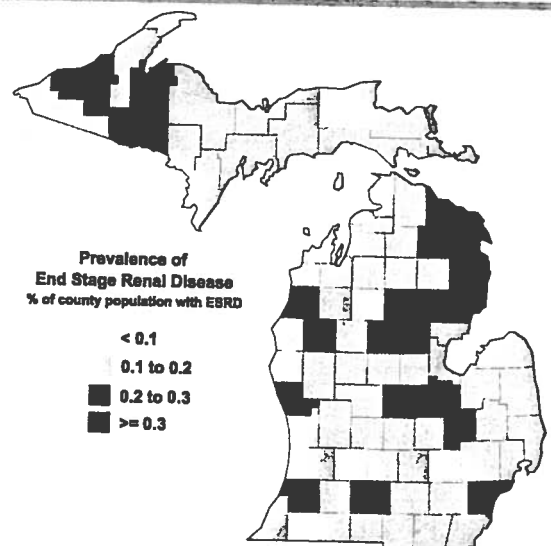 Prevalence of
End Stage Renal Disease
% of county population with ESRD
< 0.1
0.1 to 0.2
0.2 to 0.3
>= 0.3